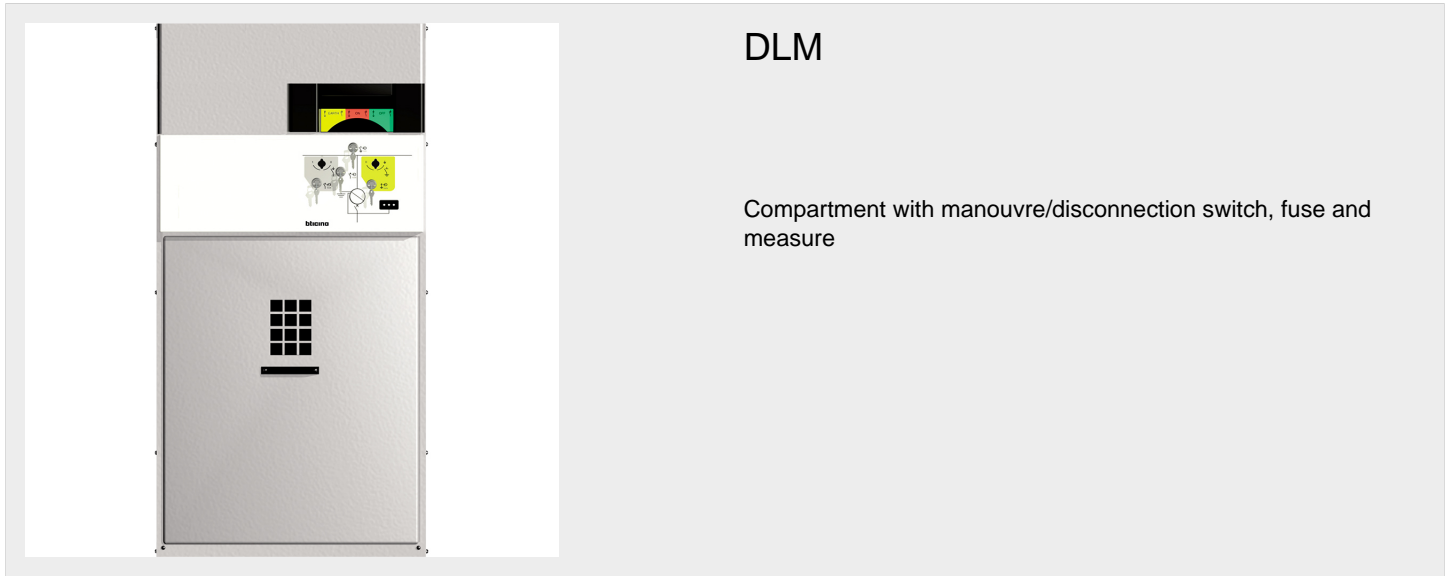 DLM
Compartment with manouvre/disconnection switch, fuse and
measure
bticino